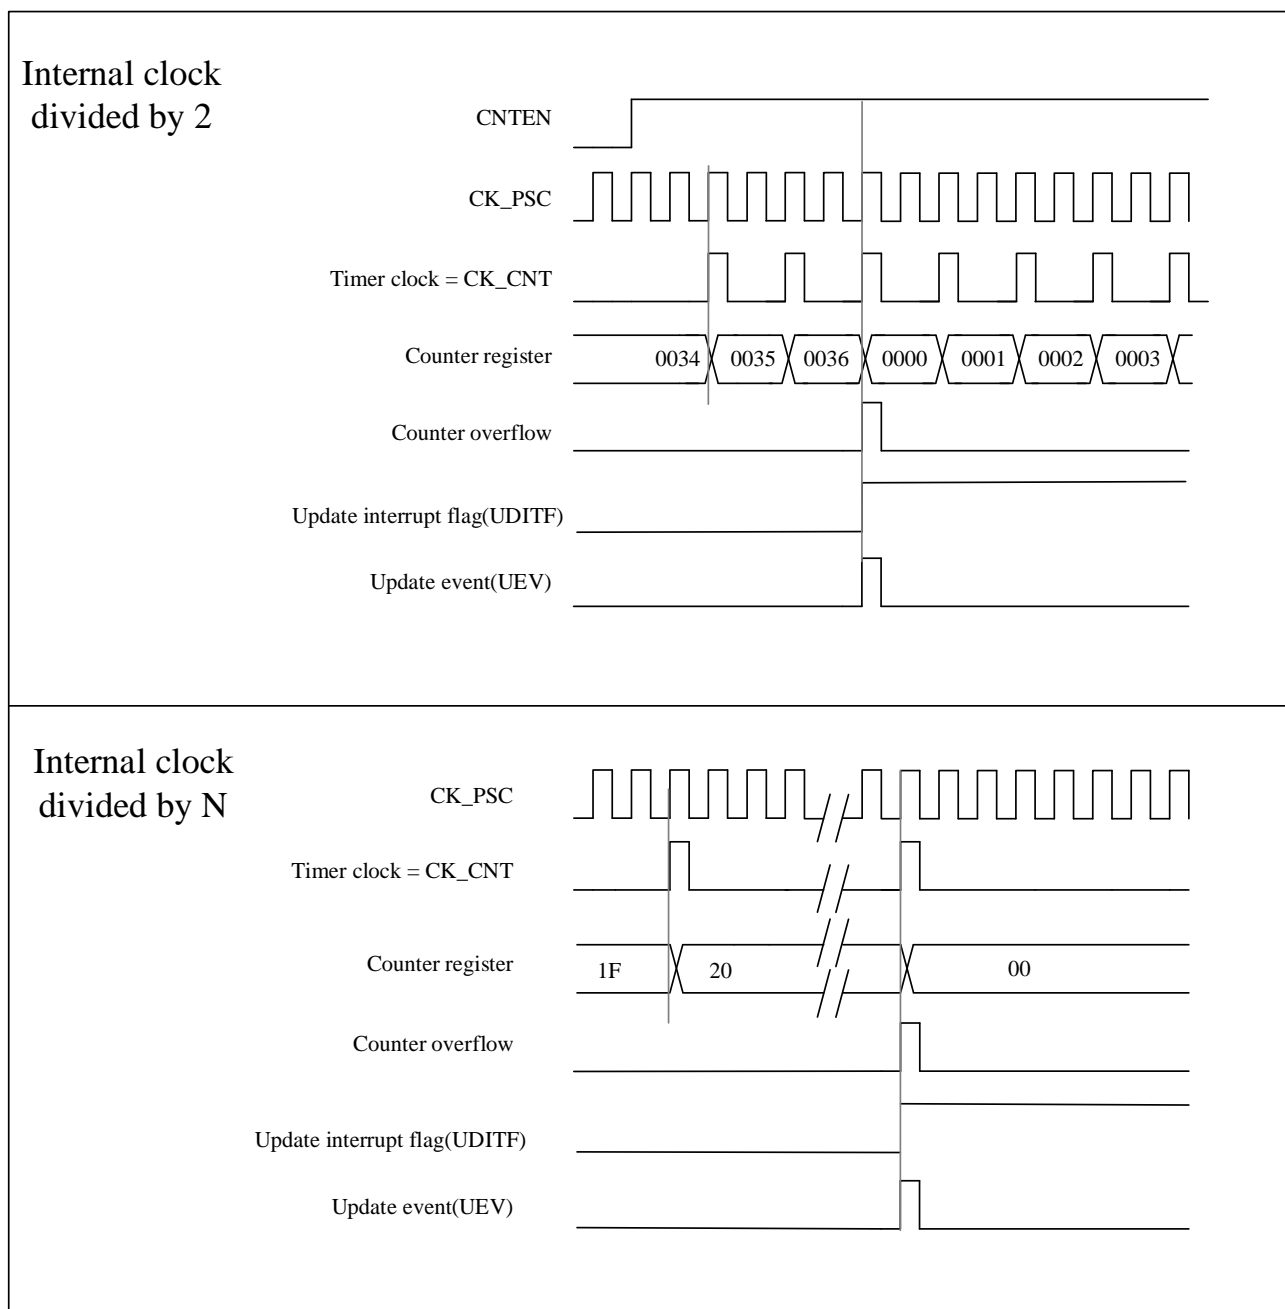 Internal clock
divided by 2
CNTEN
CK_PSC
Timer clock = CK_CNT
Counter register
0034 0035 0036 0000 0001 0002 0003
Counter overflow
Update interrupt flag(UDITF)
Update event(UEV)
Internal clock
divided by N
CK_PSC
Timer clock = CK_CNT
Counter register
1F 20 00
Counter overflow
Update interrupt flag(UDITF)
Update event(UEV)